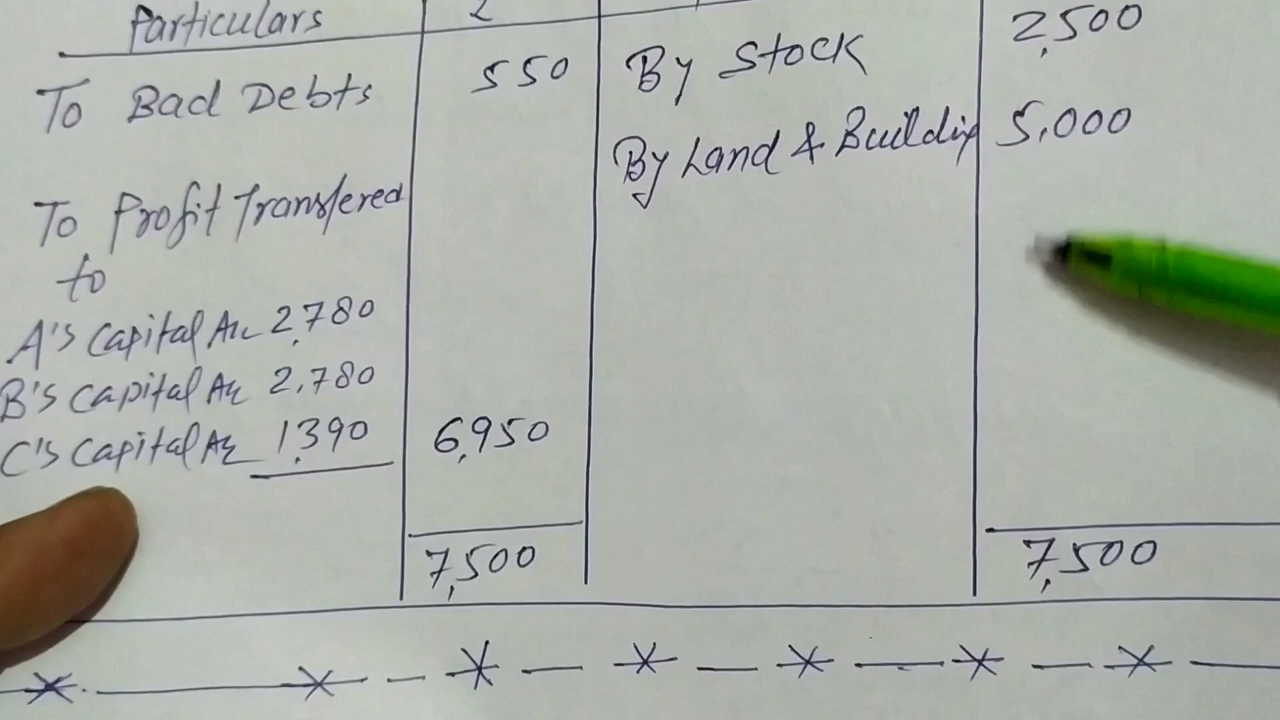 Particulars
To Bad Debts 550 By Stock 2,500
By Land & Building 5,000
To Profit Transfered
to
A's Capital A/c 2,780
B's Capital A/c 2,780
C's Capital A/c 1,390 6,950
7,500 7,500